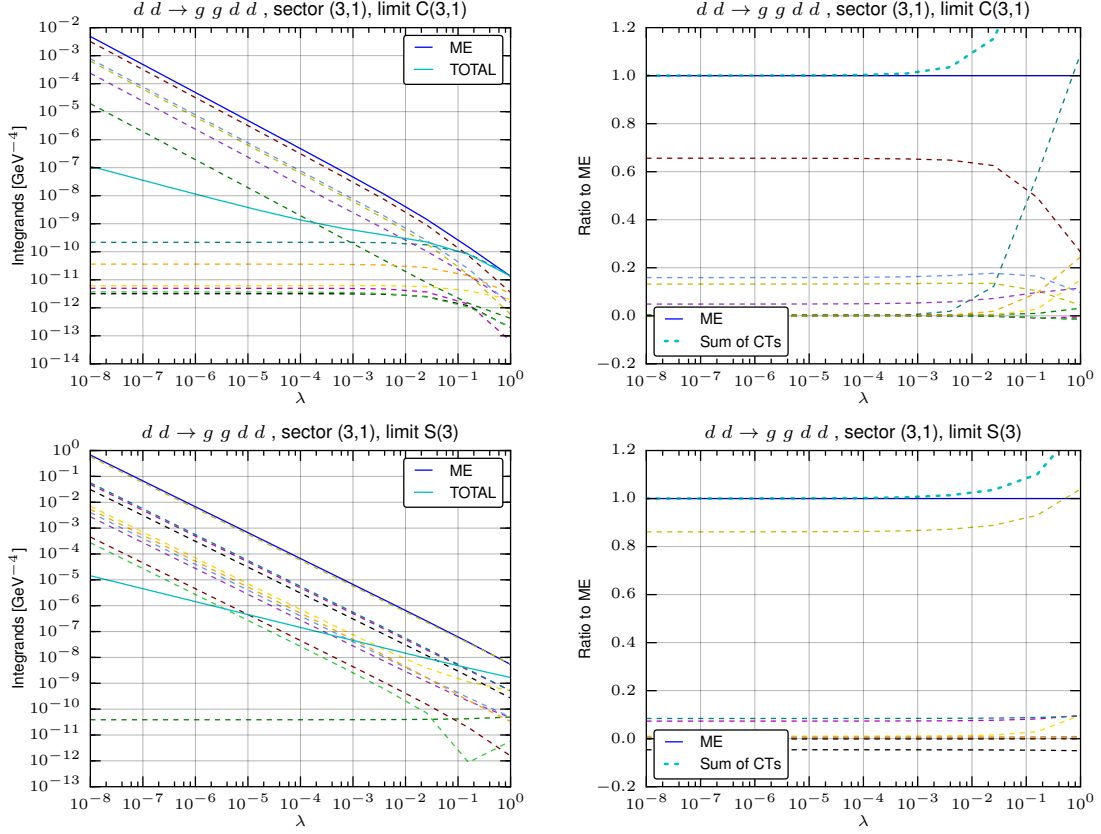 d d → g g d d , sector (3,1), limit C(3,1)
Integrands [GeV⁻⁴]
10⁻²
10⁻³
10⁻⁴
10⁻⁵
10⁻⁶
10⁻⁷
10⁻⁸
10⁻⁹
10⁻¹⁰
10⁻¹¹
10⁻¹²
10⁻¹³
10⁻¹⁴
ME
TOTAL
10⁻⁸ 10⁻⁷ 10⁻⁶ 10⁻⁵ 10⁻⁴ 10⁻³ 10⁻² 10⁻¹ 10⁰
λ
d d → g g d d , sector (3,1), limit C(3,1)
Ratio to ME
1.2
1.0
0.8
0.6
0.4
0.2
0.0
−0.2
ME
Sum of CTs
10⁻⁸ 10⁻⁷ 10⁻⁶ 10⁻⁵ 10⁻⁴ 10⁻³ 10⁻² 10⁻¹ 10⁰
λ
d d → g g d d , sector (3,1), limit S(3)
Integrands [GeV⁻⁴]
10⁰
10⁻¹
10⁻²
10⁻³
10⁻⁴
10⁻⁵
10⁻⁶
10⁻⁷
10⁻⁸
10⁻⁹
10⁻¹⁰
10⁻¹¹
10⁻¹²
10⁻¹³
ME
TOTAL
10⁻⁸ 10⁻⁷ 10⁻⁶ 10⁻⁵ 10⁻⁴ 10⁻³ 10⁻² 10⁻¹ 10⁰
λ
d d → g g d d , sector (3,1), limit S(3)
Ratio to ME
1.2
1.0
0.8
0.6
0.4
0.2
0.0
−0.2
ME
Sum of CTs
10⁻⁸ 10⁻⁷ 10⁻⁶ 10⁻⁵ 10⁻⁴ 10⁻³ 10⁻² 10⁻¹ 10⁰
λ